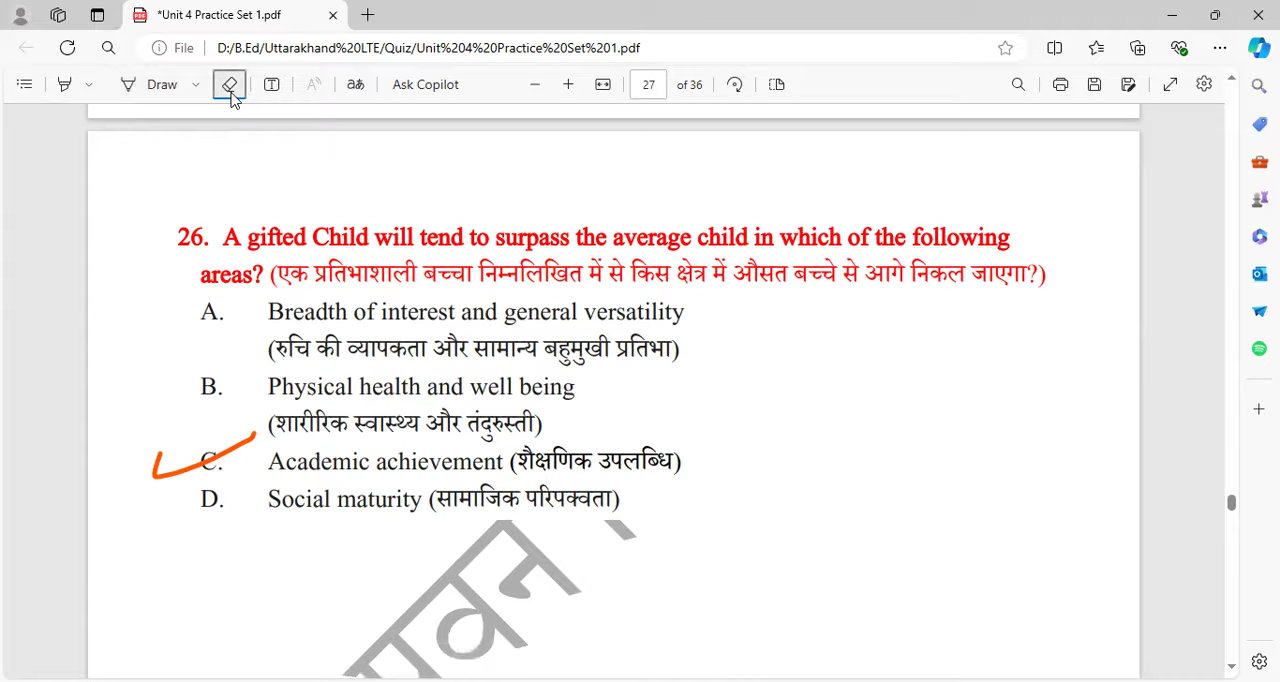 *Unit 4 Practice Set 1.pdf
File D:/B.Ed/Uttarakhand%20LTE/Quiz/Unit%204%20Practice%20Set%201.pdf
Draw Ask Copilot 27 of 36
26. A gifted Child will tend to surpass the average child in which of the following
areas? (एक प्रतिभाशाली बच्चा निम्नलिखित में से किस क्षेत्र में औसत बच्चे से आगे निकल जाएगा?)
A. Breadth of interest and general versatility
(रुचि की व्यापकता और सामान्य बहुमुखी प्रतिभा)
B. Physical health and well being
(शारीरिक स्वास्थ्य और तंदुरुस्ती)
C. Academic achievement (शैक्षणिक उपलब्धि)
D. Social maturity (सामाजिक परिपक्वता)